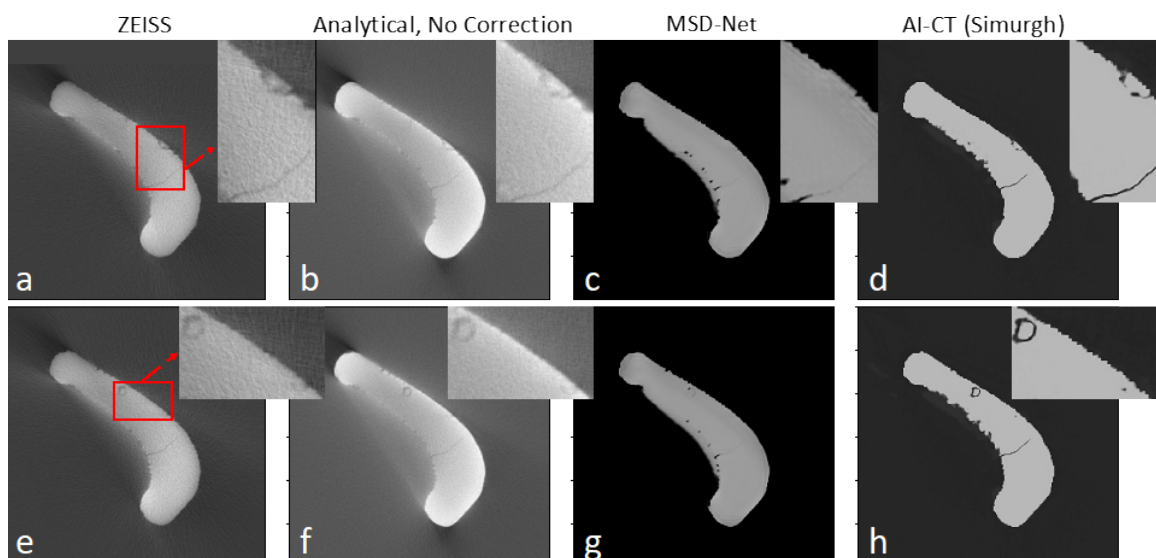 ZEISS
Analytical, No Correction
MSD-Net
AI-CT (Simurgh)
a
b
c
d
e
f
g
h